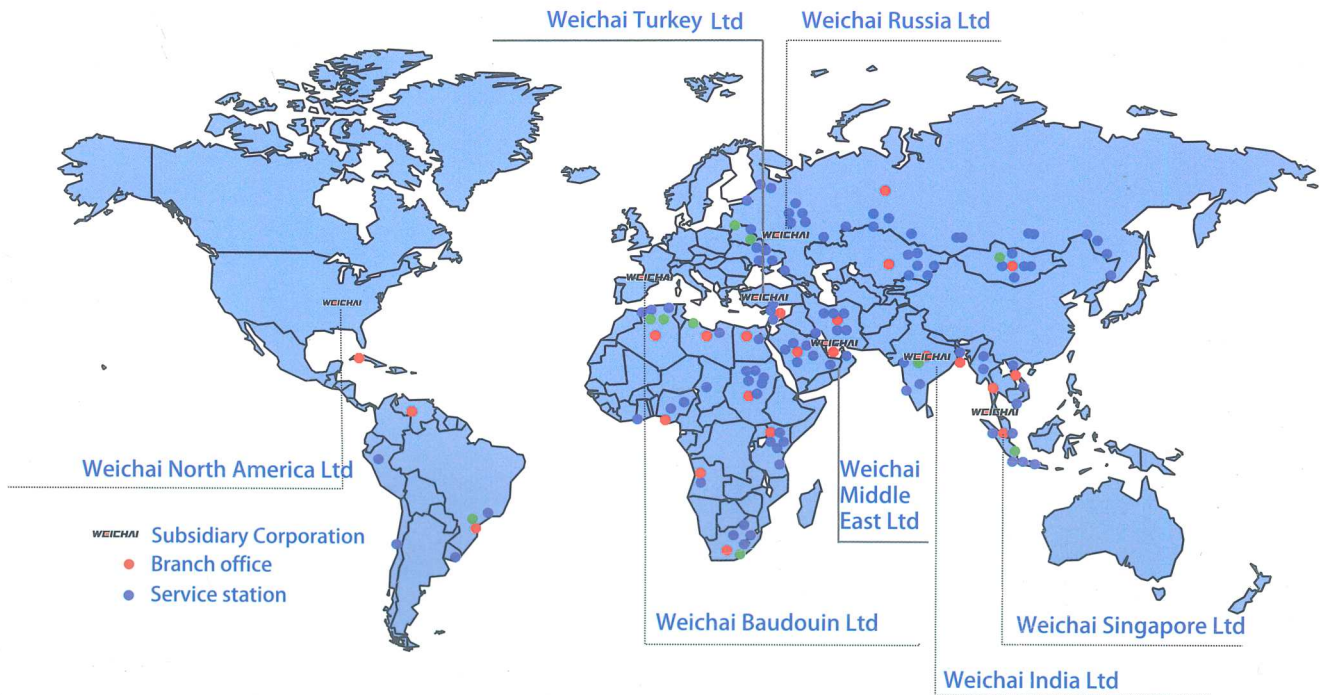 Weichai Turkey Ltd
Weichai Russia Ltd
WEICHAI
WEICHAI
WEICHAI
WEICHAI
WEICHAI
WEICHAI
WEICHAI
Weichai North America Ltd
Weichai
Middle
East Ltd
WEICHAI Subsidiary Corporation
Branch office
Service station
Weichai Baudouin Ltd
Weichai Singapore Ltd
Weichai India Ltd